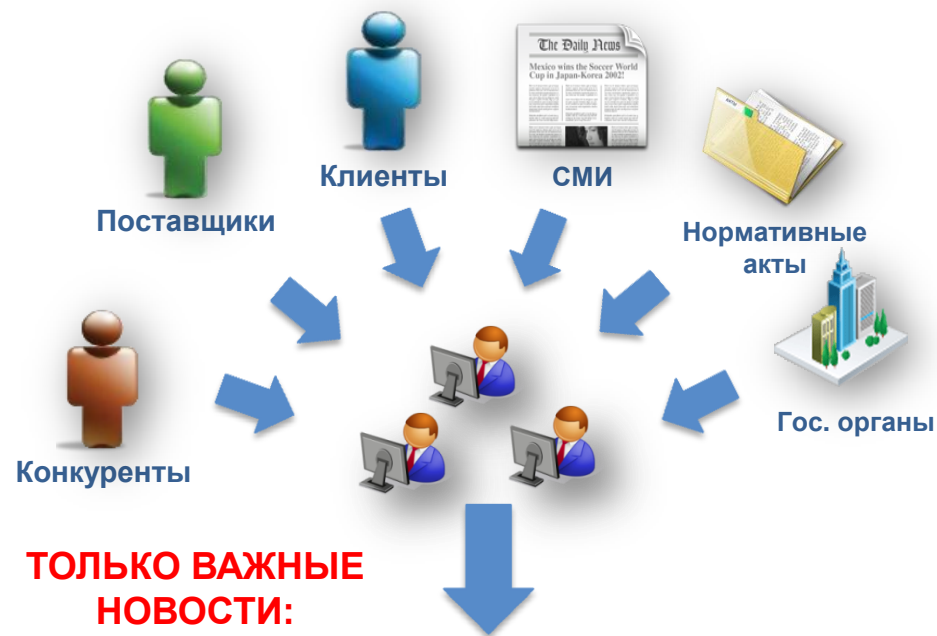 The Daily News
Mexico wins the Soccer World
Cup in Japan-Korea 2002!
Клиенты
СМИ
Поставщики
Нормативные
акты
Гос. органы
Конкуренты
ТОЛЬКО ВАЖНЫЕ
НОВОСТИ: